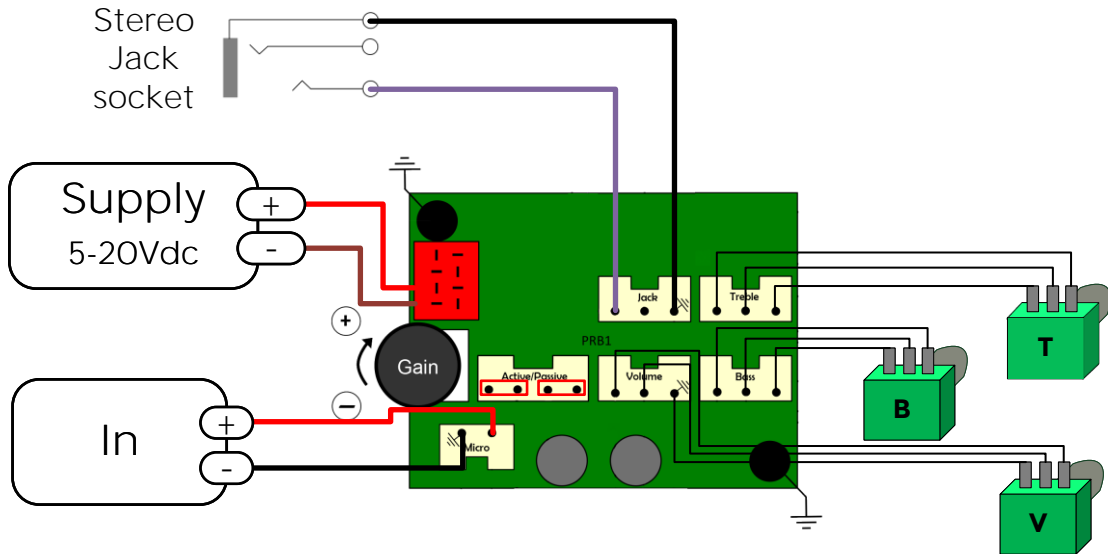 Stereo
Jack
socket
Supply
5-20Vdc
+
-
Jack
Treble
T
+
Gain
−
PRB1
Active/Passive
Volume
Bass
B
In
+
-
Micro
V